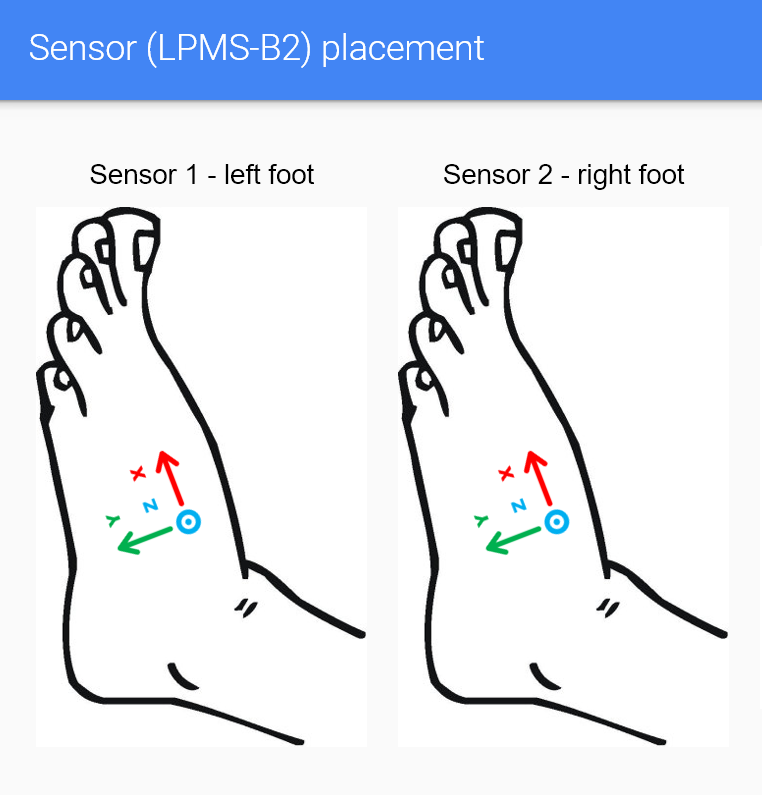 Sensor (LPMS-B2) placement
Sensor 1 - left foot
Sensor 2 - right foot
X
Z
Y
X
Z
Y